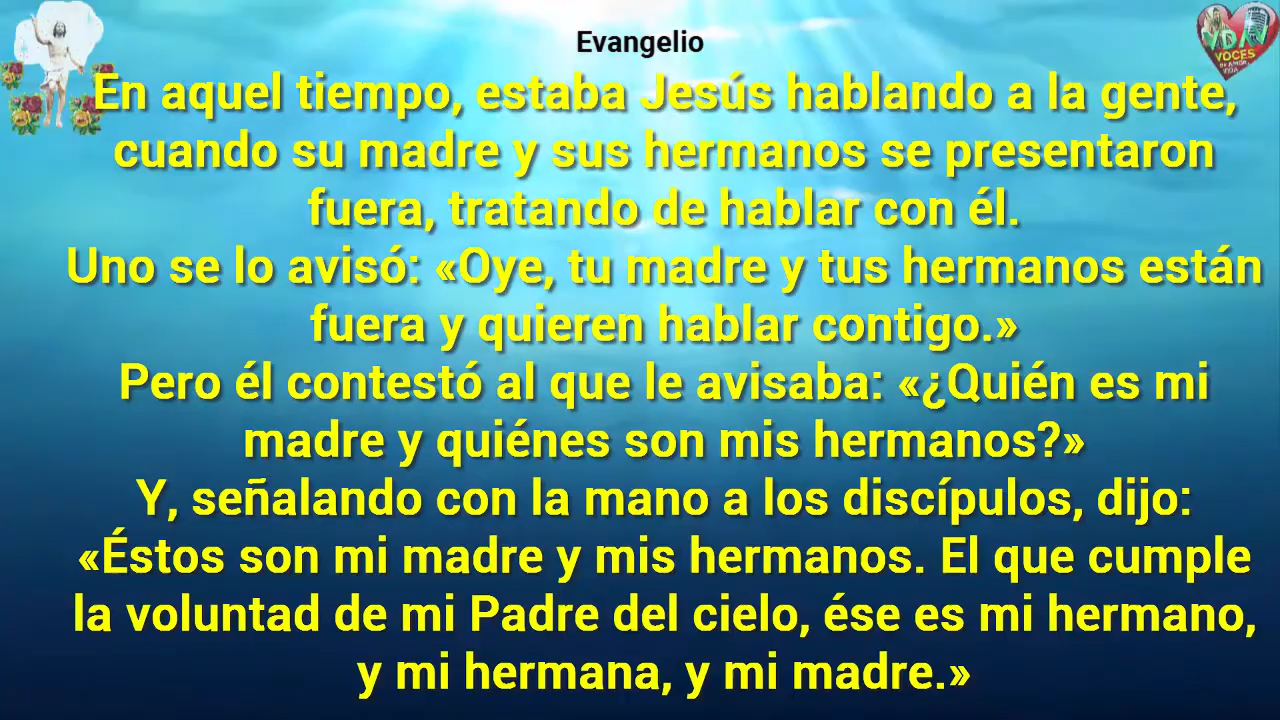 Evangelio
VDA
VOCES
DE AMOR,
VIDA
En aquel tiempo, estaba Jesús hablando a la gente,
cuando su madre y sus hermanos se presentaron
fuera, tratando de hablar con él.
Uno se lo avisó: «Oye, tu madre y tus hermanos están
fuera y quieren hablar contigo.»
Pero él contestó al que le avisaba: «¿Quién es mi
madre y quiénes son mis hermanos?»
Y, señalando con la mano a los discípulos, dijo:
«Éstos son mi madre y mis hermanos. El que cumple
la voluntad de mi Padre del cielo, ése es mi hermano,
y mi hermana, y mi madre.»